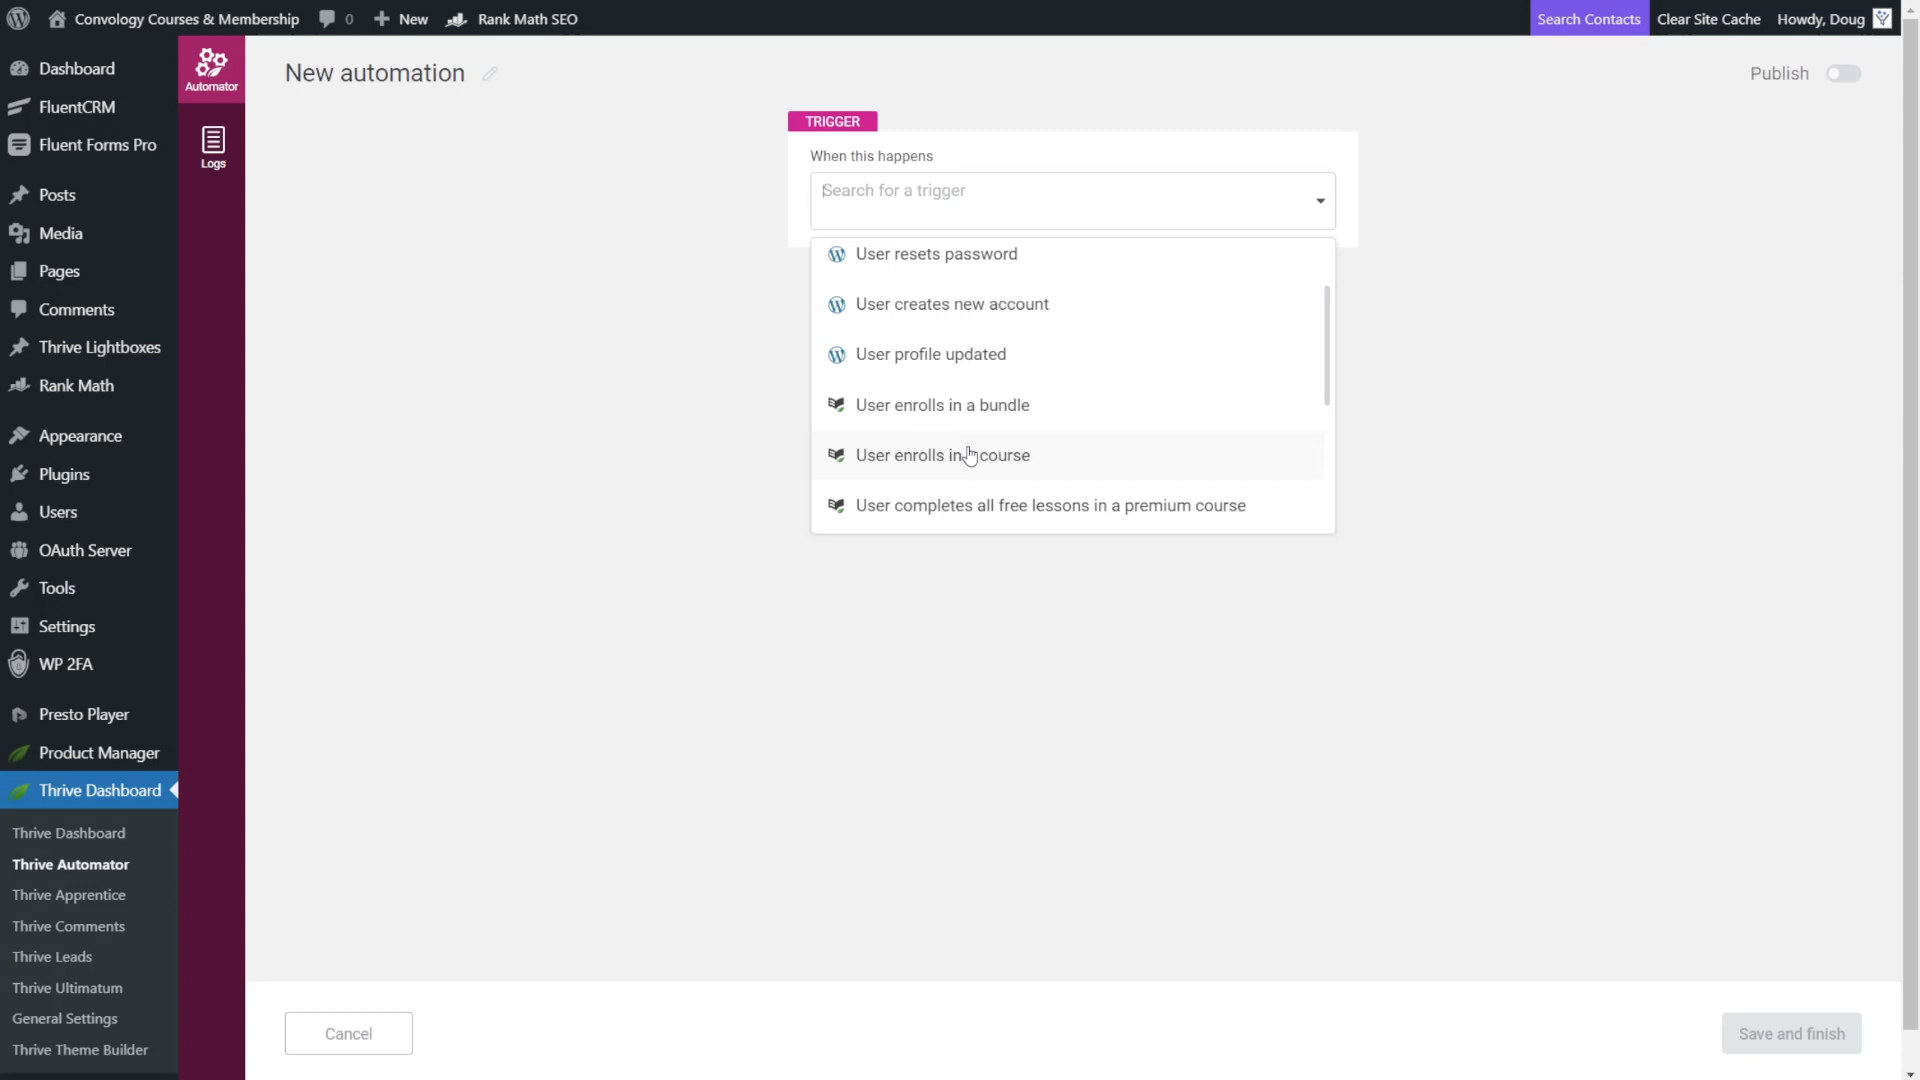 Convology Courses & Membership
0
New
Rank Math SEO
Search Contacts
Clear Site Cache
Howdy, Doug
Dashboard
FluentCRM
Fluent Forms Pro
Posts
Media
Pages
Comments
Thrive Lightboxes
Rank Math
Appearance
Plugins
Users
OAuth Server
Tools
Settings
WP 2FA
Presto Player
Product Manager
Thrive Dashboard
Thrive Dashboard
Thrive Automator
Thrive Apprentice
Thrive Comments
Thrive Leads
Thrive Ultimatum
General Settings
Thrive Theme Builder
Automator
Logs
New automation
Publish
TRIGGER
When this happens
Search for a trigger
User resets password
User creates new account
User profile updated
User enrolls in a bundle
User enrolls in course
User completes all free lessons in a premium course
Cancel
Save and finish